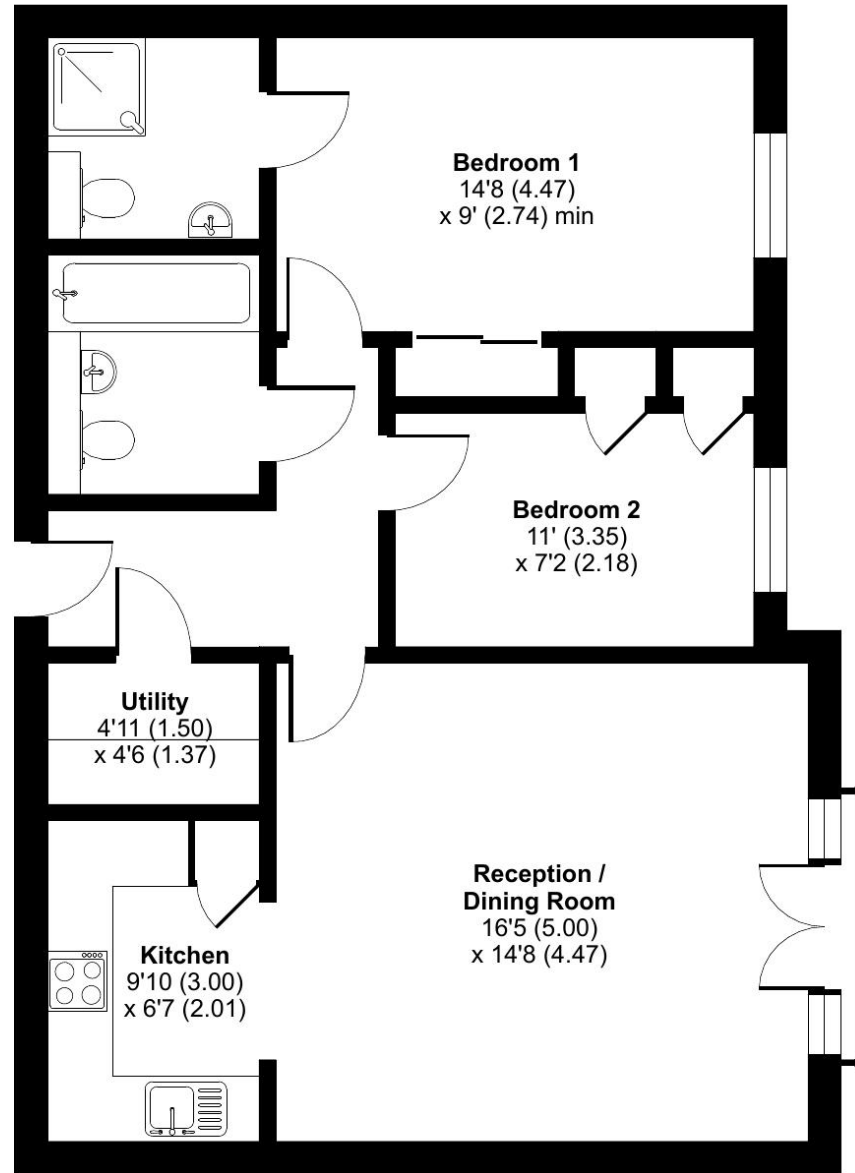 Bedroom 1
14'8 (4.47)
x 9' (2.74) min
Bedroom 2
11' (3.35)
x 7'2 (2.18)
Utility
4'11 (1.50)
x 4'6 (1.37)
Reception /
Dining Room
16'5 (5.00)
x 14'8 (4.47)
Kitchen
9'10 (3.00)
x 6'7 (2.01)